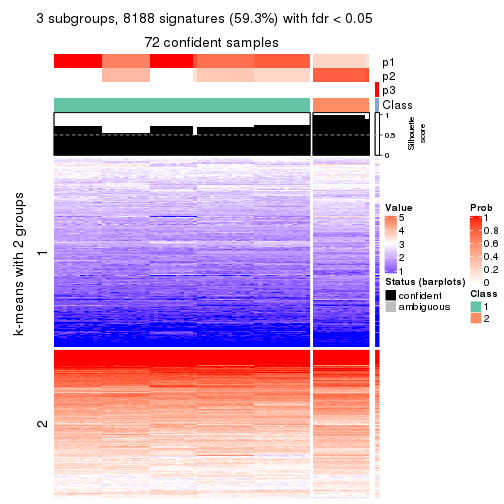 3 subgroups, 8188 signatures (59.3%) with fdr < 0.05
72 confident samples
p1
p2
p3
Class
1
0.5
0
Silhouette
score
k-means with 2 groups
1
2
Value
5
4
3
2
1
Status (barplots)
confident
ambiguous
Prob
1
0.8
0.6
0.4
0.2
0
Class
1
2